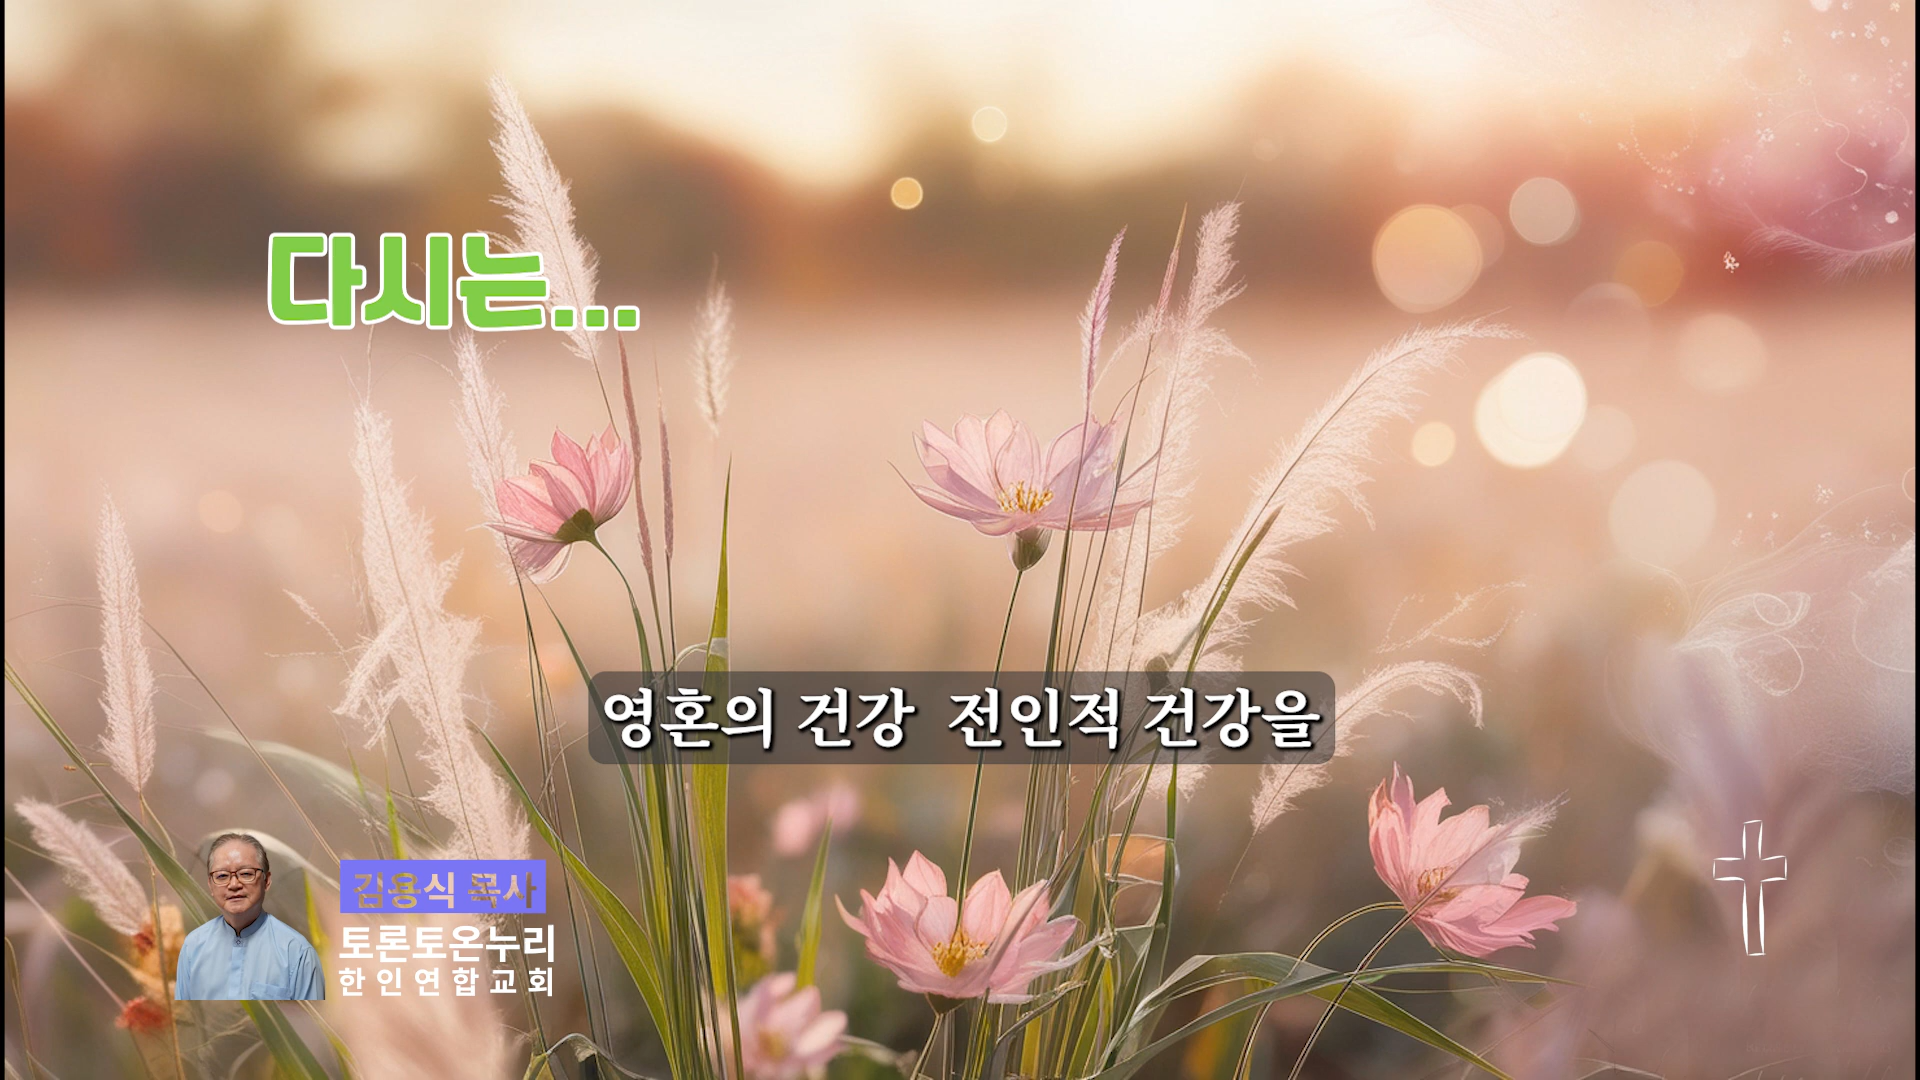 다시는...
영혼의 건강 전인적 건강을
김용식 목사
토론토온누리
한인연합교회